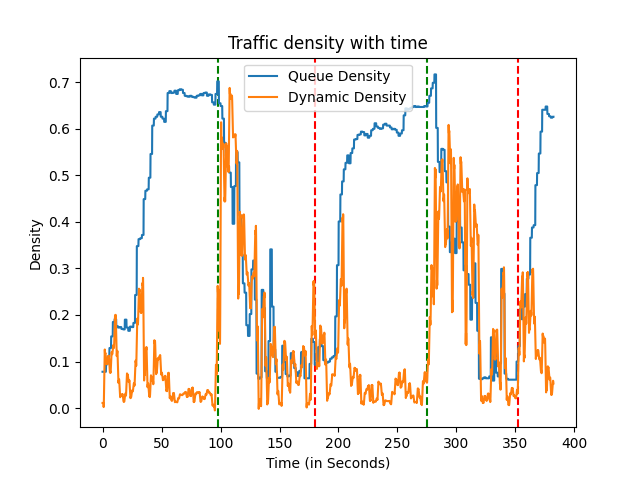 Traffic density with time
Queue Density
Dynamic Density
Density
0.7
0.6
0.5
0.4
0.3
0.2
0.1
0.0
0 50 100 150 200 250 300 350 400
Time (in Seconds)